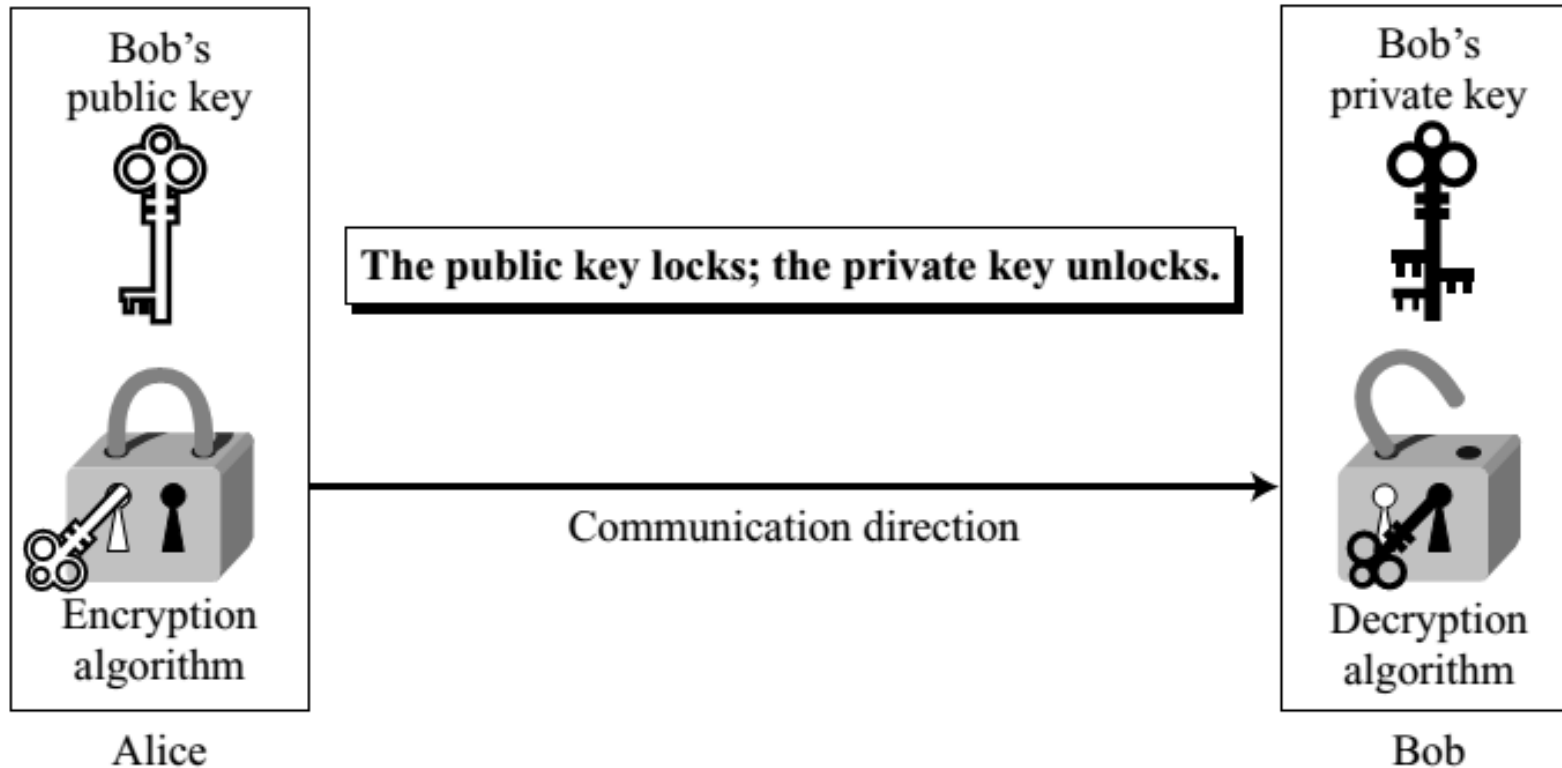 Bob’s
public key
Bob’s
private key
The public key locks; the private key unlocks.
Communication direction
Encryption
algorithm
Decryption
algorithm
Alice
Bob